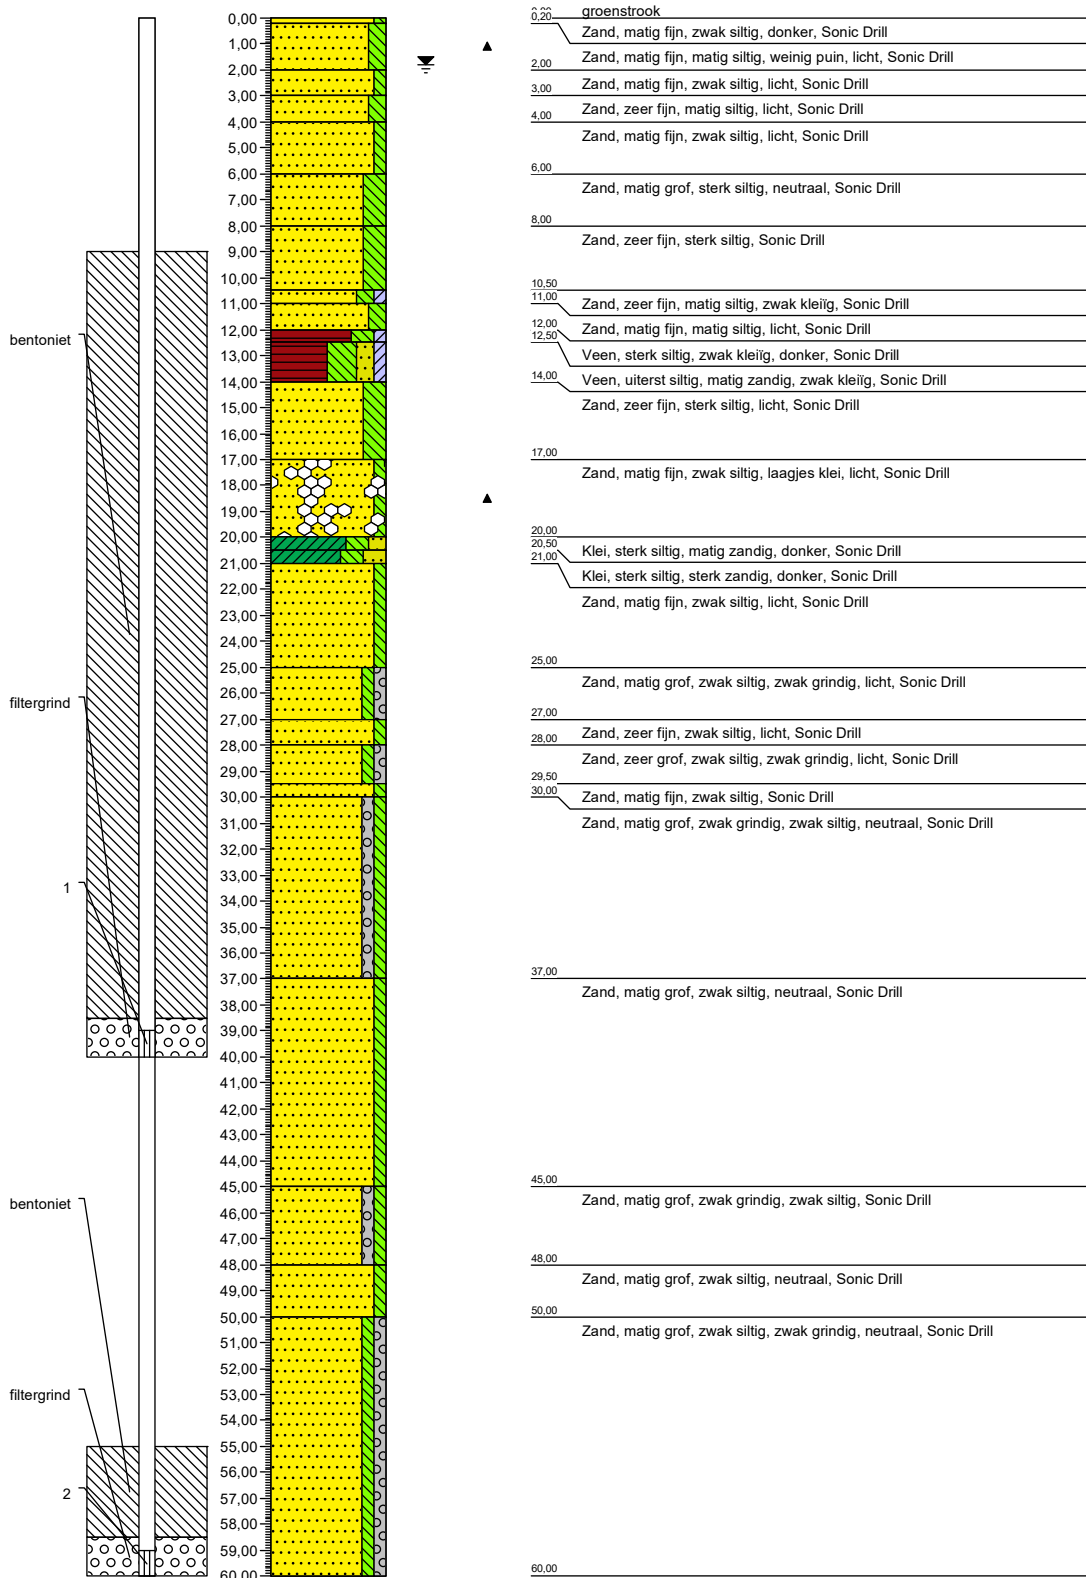 groenstrook
0,20
Zand, matig fijn, zwak siltig, donker, Sonic Drill
Zand, matig fijn, matig siltig, weinig puin, licht, Sonic Drill
2,00
Zand, matig fijn, zwak siltig, licht, Sonic Drill
3,00
Zand, zeer fijn, matig siltig, licht, Sonic Drill
4,00
Zand, matig fijn, zwak siltig, licht, Sonic Drill
6,00
Zand, matig grof, sterk siltig, neutraal, Sonic Drill
8,00
Zand, zeer fijn, sterk siltig, Sonic Drill
10,50
11,00
Zand, zeer fijn, matig siltig, zwak kleiïg, Sonic Drill
12,00
Zand, matig fijn, matig siltig, licht, Sonic Drill
12,50
Veen, sterk siltig, zwak kleiïg, donker, Sonic Drill
14,00
Veen, uiterst siltig, matig zandig, zwak kleiïg, Sonic Drill
Zand, zeer fijn, sterk siltig, licht, Sonic Drill
17,00
Zand, matig fijn, zwak siltig, laagjes klei, licht, Sonic Drill
20,00
20,50
Klei, sterk siltig, matig zandig, donker, Sonic Drill
21,00
Klei, sterk siltig, sterk zandig, donker, Sonic Drill
Zand, matig fijn, zwak siltig, licht, Sonic Drill
25,00
Zand, matig grof, zwak siltig, zwak grindig, licht, Sonic Drill
27,00
Zand, zeer fijn, zwak siltig, licht, Sonic Drill
28,00
Zand, zeer grof, zwak siltig, zwak grindig, licht, Sonic Drill
29,50
30,00
Zand, matig fijn, zwak siltig, Sonic Drill
Zand, matig grof, zwak grindig, zwak siltig, neutraal, Sonic Drill
37,00
Zand, matig grof, zwak siltig, neutraal, Sonic Drill
45,00
Zand, matig grof, zwak grindig, zwak siltig, Sonic Drill
48,00
Zand, matig grof, zwak siltig, neutraal, Sonic Drill
50,00
Zand, matig grof, zwak siltig, zwak grindig, neutraal, Sonic Drill
60,00
0,00
1,00
2,00
3,00
4,00
5,00
6,00
7,00
8,00
9,00
10,00
11,00
12,00
13,00
14,00
15,00
16,00
17,00
18,00
19,00
20,00
21,00
22,00
23,00
24,00
25,00
26,00
27,00
28,00
29,00
30,00
31,00
32,00
33,00
34,00
35,00
36,00
37,00
38,00
39,00
40,00
41,00
42,00
43,00
44,00
45,00
46,00
47,00
48,00
49,00
50,00
51,00
52,00
53,00
54,00
55,00
56,00
57,00
58,00
59,00
60,00
bentoniet
filtergrind
1
bentoniet
filtergrind
2